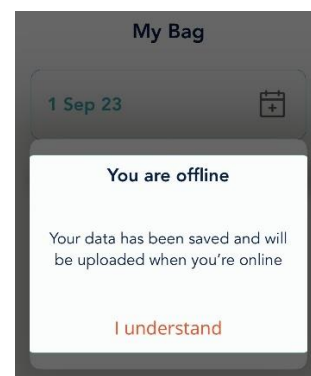 My Bag
1 Sep 23
You are offline
Your data has been saved and will
be uploaded when you're online
I understand